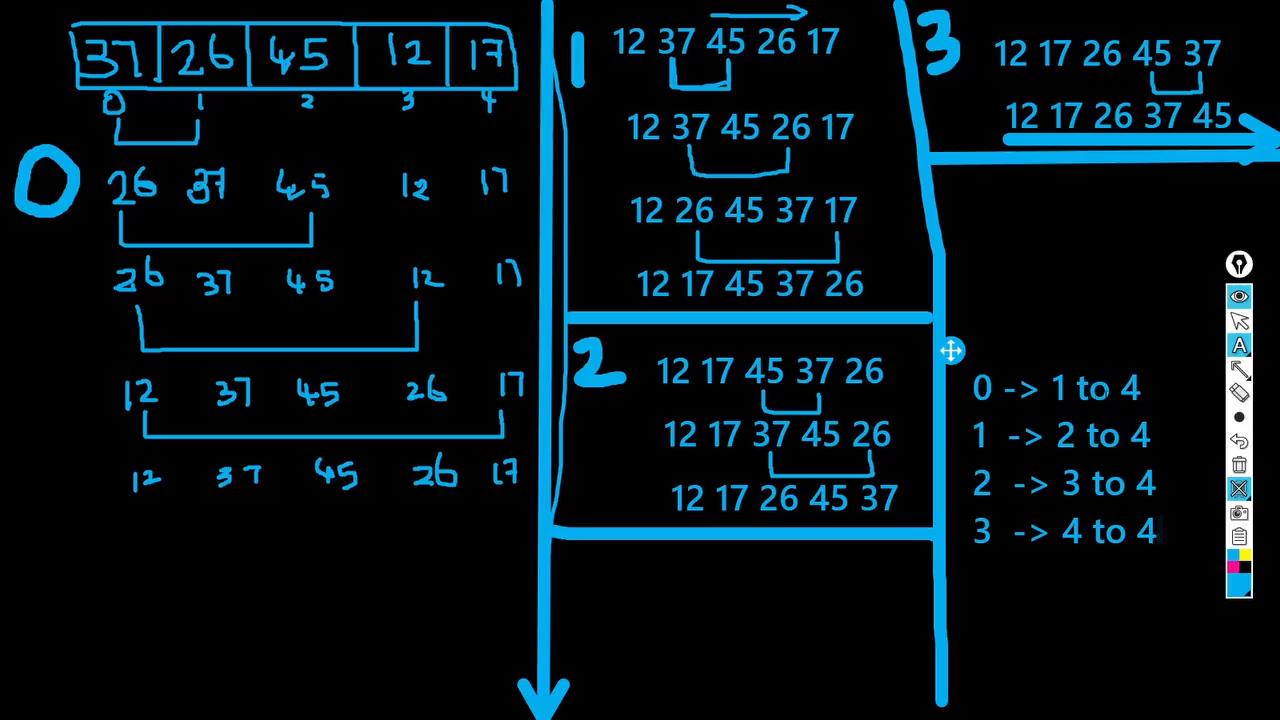 37 26 45 12 17
0 1 2 3 4
0
26 37 45 12 17
26 37 45 12 17
12 37 45 26 17
12 37 45 26 17
1
12 37 45 26 17
12 37 45 26 17
12 26 45 37 17
12 17 45 37 26
2
12 17 45 37 26
12 17 37 45 26
12 17 26 45 37
3
12 17 26 45 37
12 17 26 37 45
0 -> 1 to 4
1 -> 2 to 4
2 -> 3 to 4
3 -> 4 to 4
A